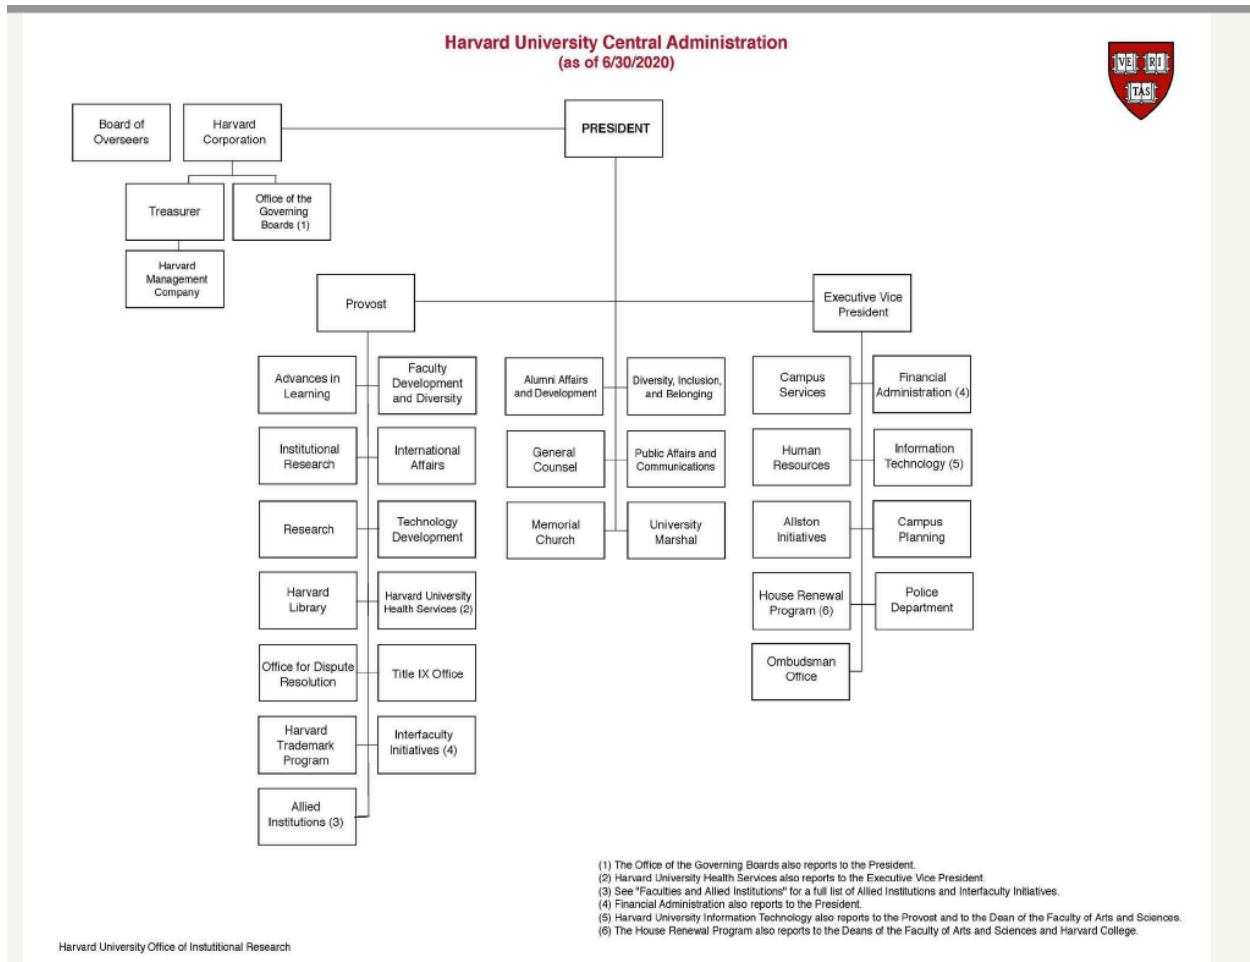 Harvard University Central Administration
(as of 6/30/2020)
VE RI
TAS
Board of
Overseers
Harvard
Corporation
PRESIDENT
Treasurer
Office of the
Governing
Boards (1)
Harvard
Management
Company
Provost
Executive Vice
President
Advances in
Learning
Faculty
Development
and Diversity
Alumni Affairs
and Development
Diversity, Inclusion,
and Belonging
Campus
Services
Financial
Administration (4)
Institutional
Research
International
Affairs
General
Counsel
Public Affairs and
Communications
Human
Resources
Information
Technology (5)
Research
Technology
Development
Memorial
Church
University
Marshal
Allston
Initiatives
Campus
Planning
Harvard
Library
Harvard University
Health Services (2)
House Renewal
Program (6)
Police
Department
Office for Dispute
Resolution
Title IX Office
Ombudsman
Office
Harvard
Trademark
Program
Interfaculty
Initiatives (4)
Allied
Institutions (3)
(1) The Office of the Governing Boards also reports to the President.
(2) Harvard University Health Services also reports to the Executive Vice President.
(3) See "Faculties and Allied Institutions" for a full list of Allied Institutions and Interfaculty Initiatives.
(4) Financial Administration also reports to the President.
(5) Harvard University Information Technology also reports to the Provost and to the Dean of the Faculty of Arts and Sciences.
(6) The House Renewal Program also reports to the Deans of the Faculty of Arts and Sciences and Harvard College.
Harvard University Office of Instutitional Research